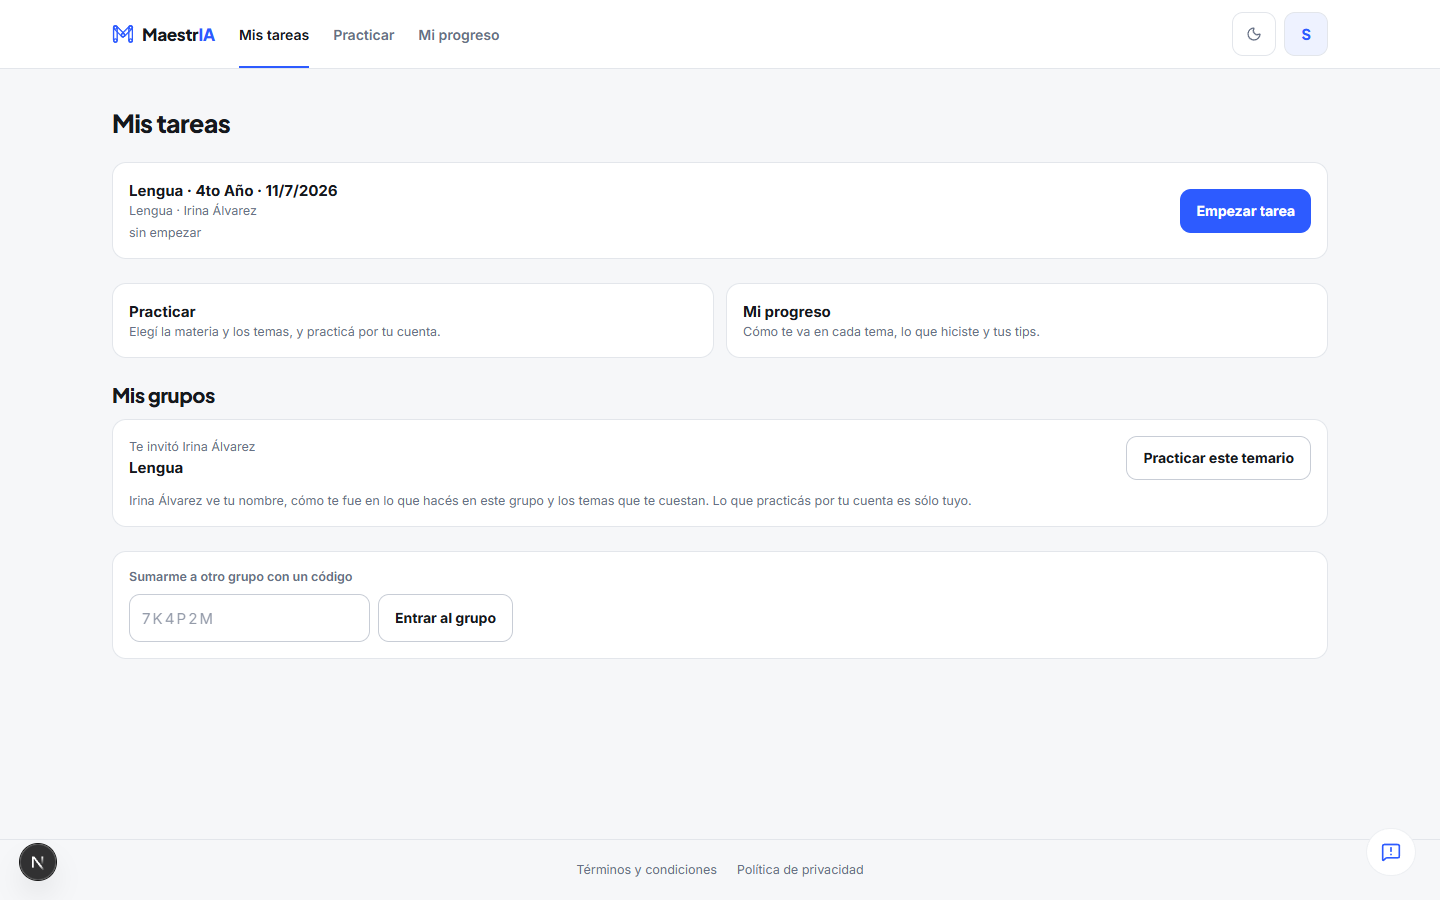 MaestrIA
Mis tareas
Practicar
Mi progreso
S
Mis tareas
Lengua · 4to Año · 11/7/2026
Lengua · Irina Álvarez
sin empezar
Empezar tarea
Practicar
Elegí la materia y los temas, y practicá por tu cuenta.
Mi progreso
Cómo te va en cada tema, lo que hiciste y tus tips.
Mis grupos
Te invitó Irina Álvarez
Lengua
Practicar este temario
Irina Álvarez ve tu nombre, cómo te fue en lo que hacés en este grupo y los temas que te cuestan. Lo que practicás por tu cuenta es sólo tuyo.
Sumarme a otro grupo con un código
7K4P2M
Entrar al grupo
N
Términos y condiciones
Política de privacidad